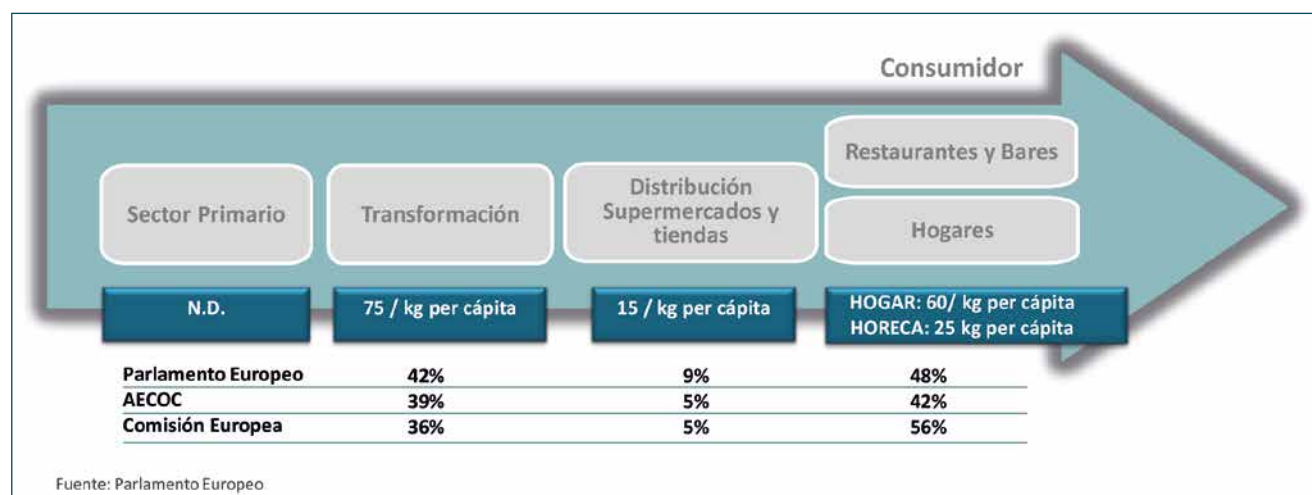 Consumidor
Sector Primario
Transformación
Distribución
Supermercados y
tiendas
Restaurantes y Bares
Hogares
N.D.
75 / kg per cápita
15 / kg per cápita
HOGAR: 60/ kg per cápita
HORECA: 25 kg per cápita
Parlamento Europeo 42% 9% 48%
AECOC 39% 5% 42%
Comisión Europea 36% 5% 56%
Fuente: Parlamento Europeo